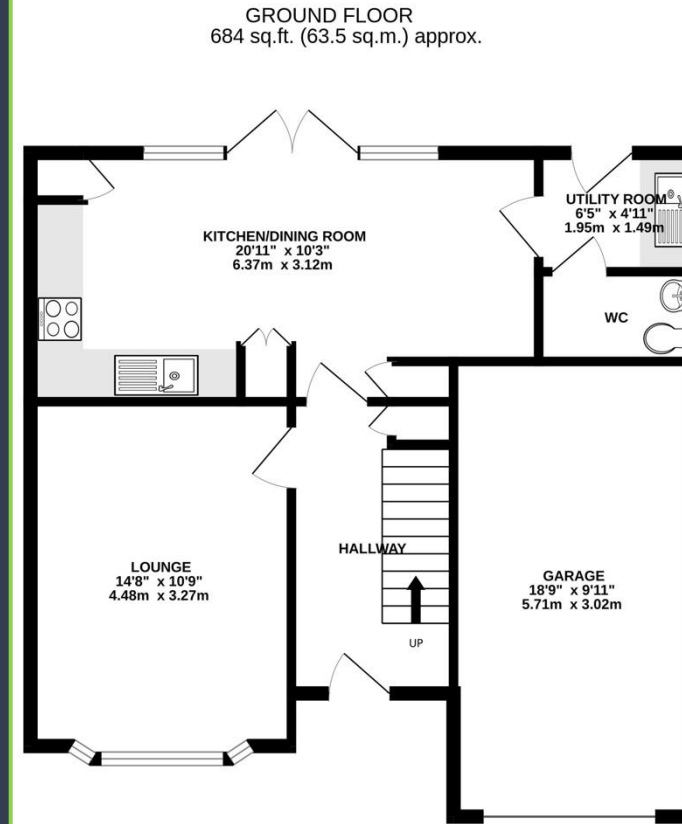 GROUND FLOOR
684 sq.ft. (63.5 sq.m.) approx.
KITCHEN/DINING ROOM
20'11" x 10'3"
6.37m x 3.12m
UTILITY ROOM
6'5" x 4'11"
1.95m x 1.49m
WC
HALLWAY
UP
LOUNGE
14'8" x 10'9"
4.48m x 3.27m
GARAGE
18'9" x 9'11"
5.71m x 3.02m